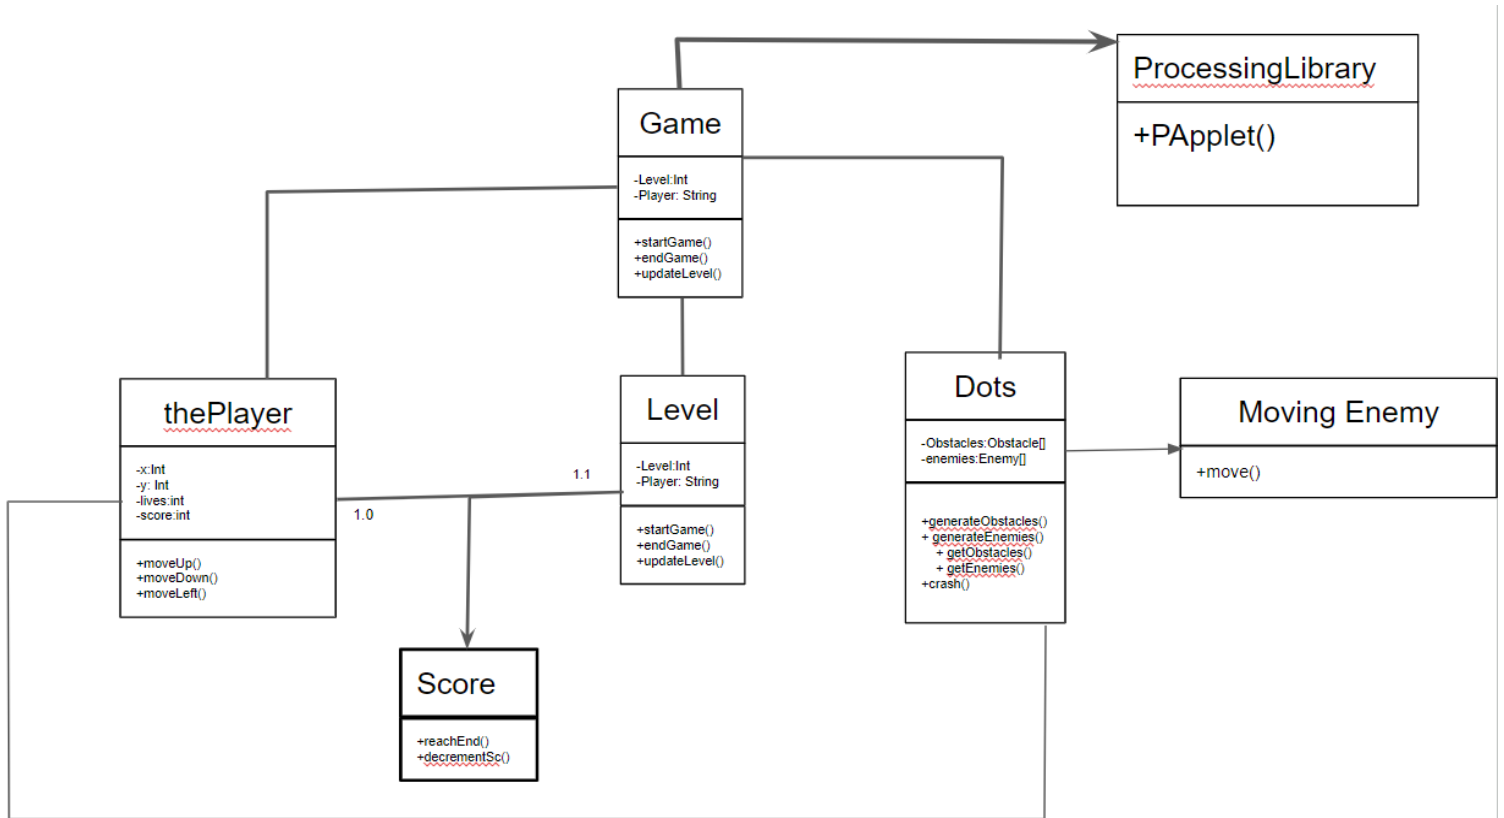 ProcessingLibrary
+PApplet()
Game
-Level:Int
-Player: String
+startGame()
+endGame()
+updateLevel()
thePlayer
-x:Int
-y: Int
-lives:int
-score:int
+moveUp()
+moveDown()
+moveLeft()
1.0
1.1
Level
-Level:Int
-Player: String
+startGame()
+endGame()
+updateLevel()
Dots
-Obstacles:Obstacle[]
-enemies:Enemy[]
+generateObstacles()
+ generateEnemies()
+ getObstacles()
+ getEnemies()
+crash()
Moving Enemy
+move()
Score
+reachEnd()
+decrementSc()